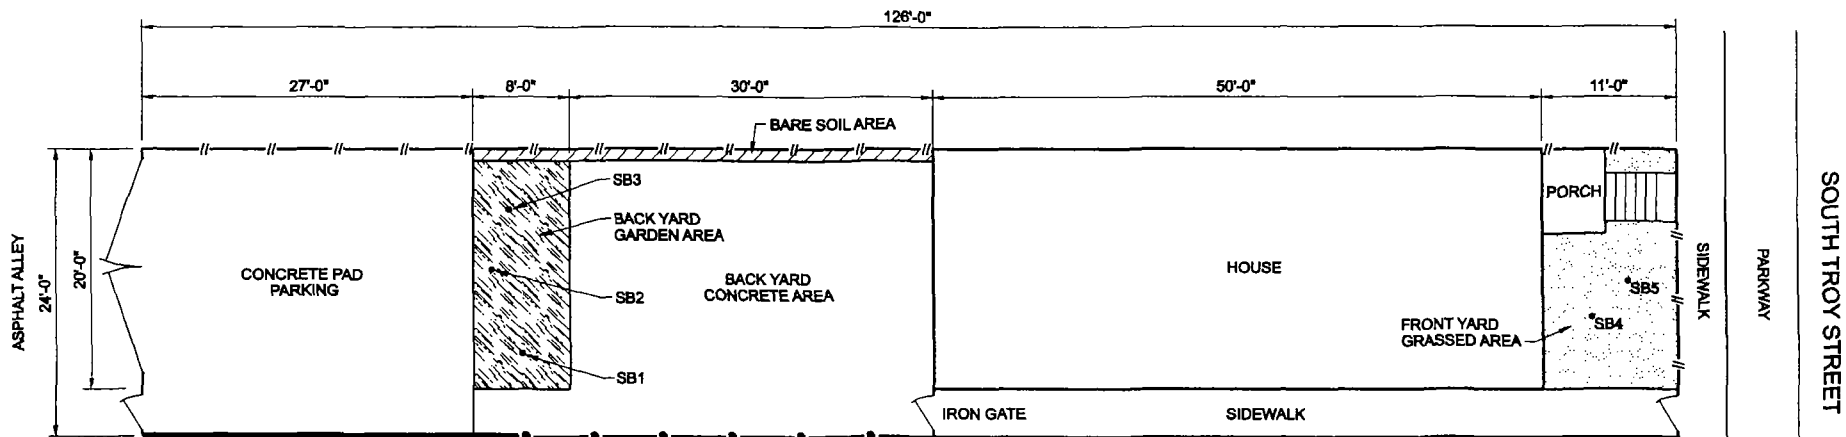 126'-0"
27'-0"
8'-0"
30'-0"
50'-0"
11'-0"
BARE SOIL AREA
SB3
BACK YARD
GARDEN AREA
SB2
SB1
ASPHALT ALLEY
24'-0"
20'-0"
CONCRETE PAD
PARKING
BACK YARD
CONCRETE AREA
HOUSE
PORCH
SB5
SB4
FRONT YARD
GRASSED AREA
IRON GATE
SIDEWALK
SIDEWALK
PARKWAY
SOUTH TROY STREET